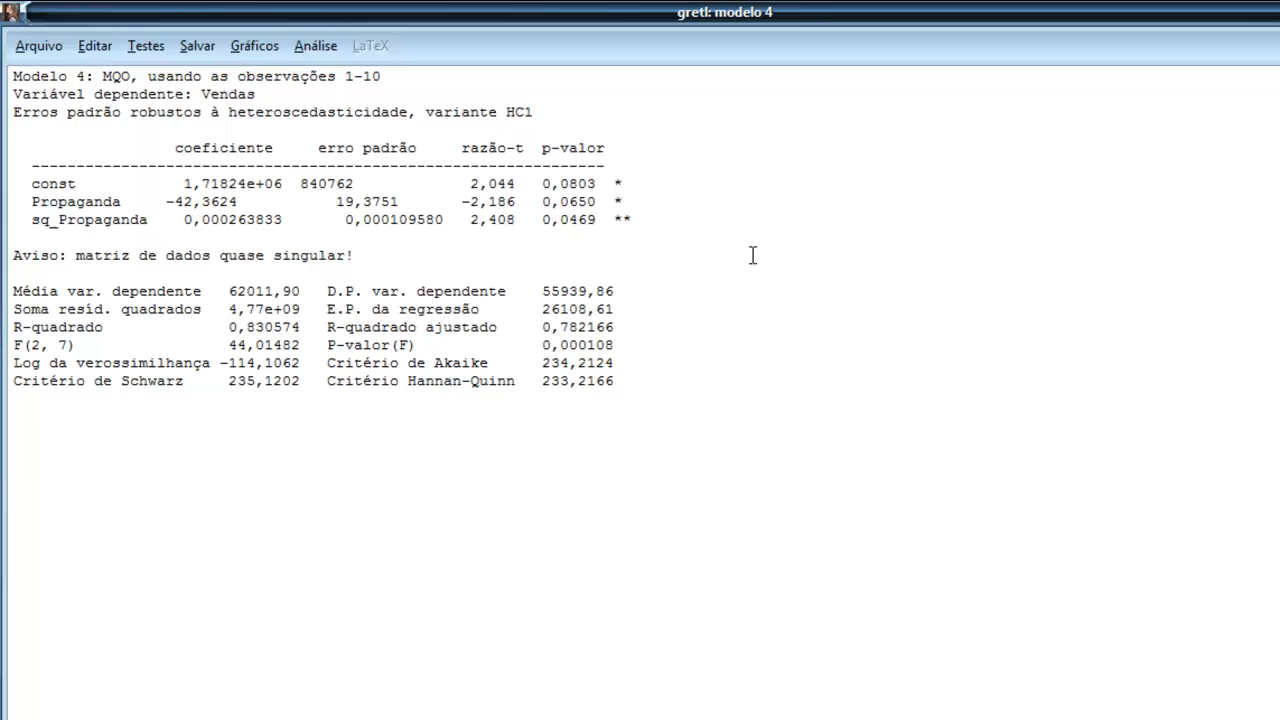 gretl: modelo 4
Arquivo Editar Testes Salvar Gráficos Análise LaTeX
Modelo 4: MQO, usando as observações 1-10
Variável dependente: Vendas
Erros padrão robustos à heteroscedasticidade, variante HC1
coeficiente erro padrão razão-t p-valor
----------------------------------------------------------------
const 1,71824e+06 840762 2,044 0,0803 *
Propaganda -42,3624 19,3751 -2,186 0,0650 *
sq_Propaganda 0,000263833 0,000109580 2,408 0,0469 **
Aviso: matriz de dados quase singular!
Média var. dependente 62011,90 D.P. var. dependente 55939,86
Soma resíd. quadrados 4,77e+09 E.P. da regressão 26108,61
R-quadrado 0,830574 R-quadrado ajustado 0,782166
F(2, 7) 44,01482 P-valor(F) 0,000108
Log da verossimilhança -114,1062 Critério de Akaike 234,2124
Critério de Schwarz 235,1202 Critério Hannan-Quinn 233,2166